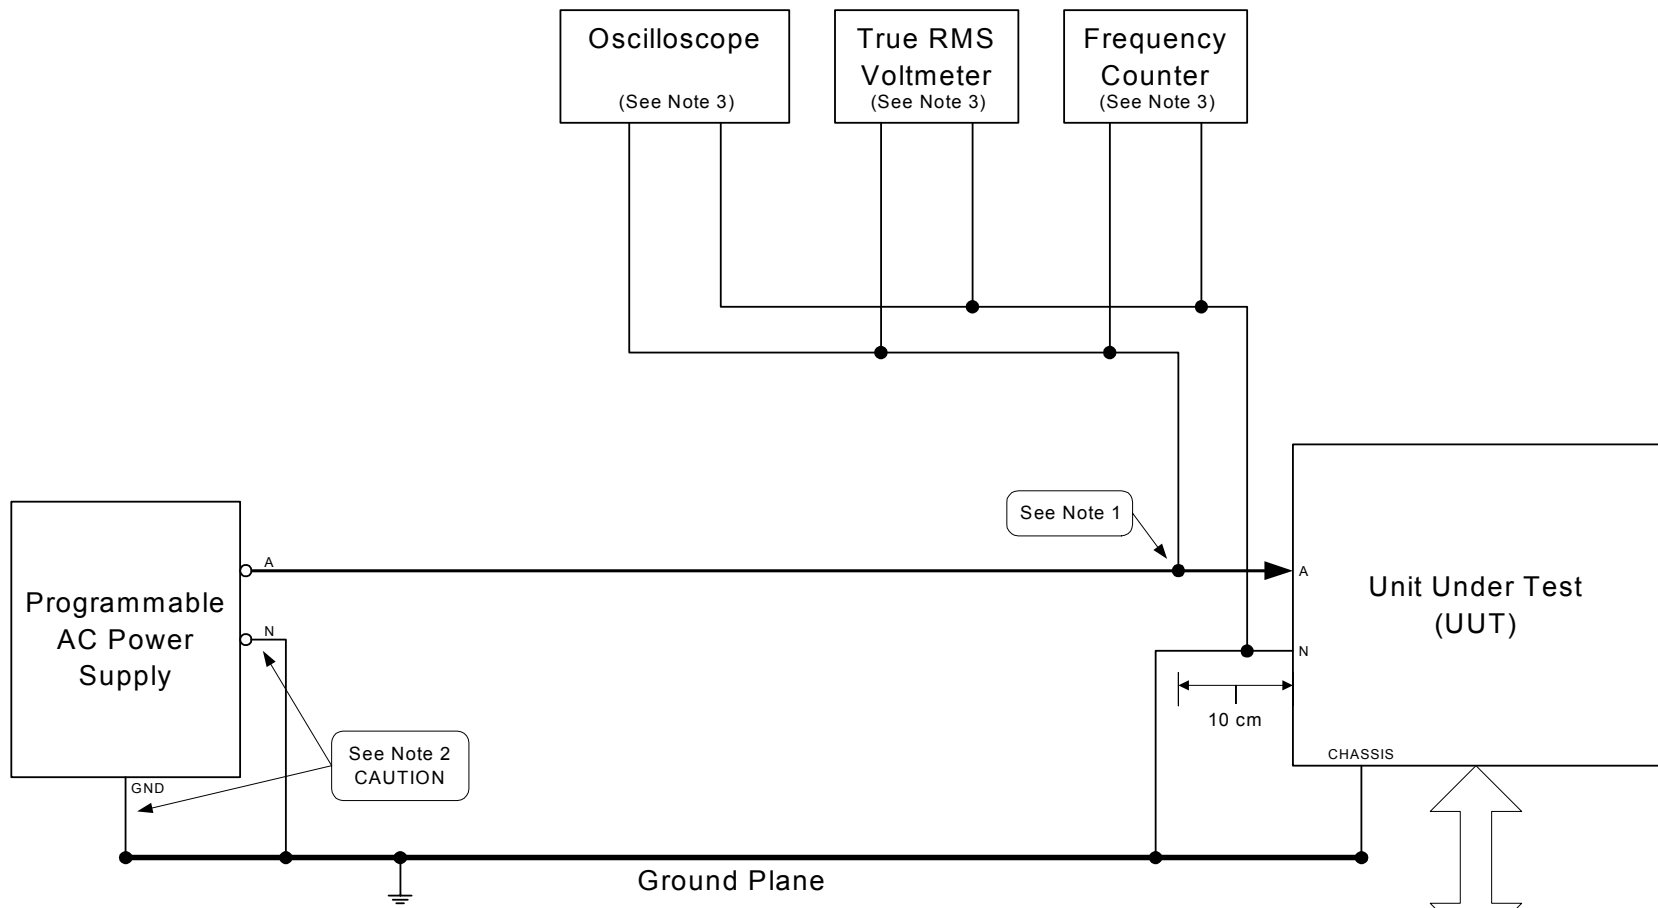 Oscilloscope
(See Note 3)
True RMS
Voltmeter
(See Note 3)
Frequency
Counter
(See Note 3)
See Note 1
Programmable
AC Power
Supply
A
N
GND
See Note 2
CAUTION
A
N
Unit Under Test
(UUT)
10 cm
CHASSIS
Ground Plane